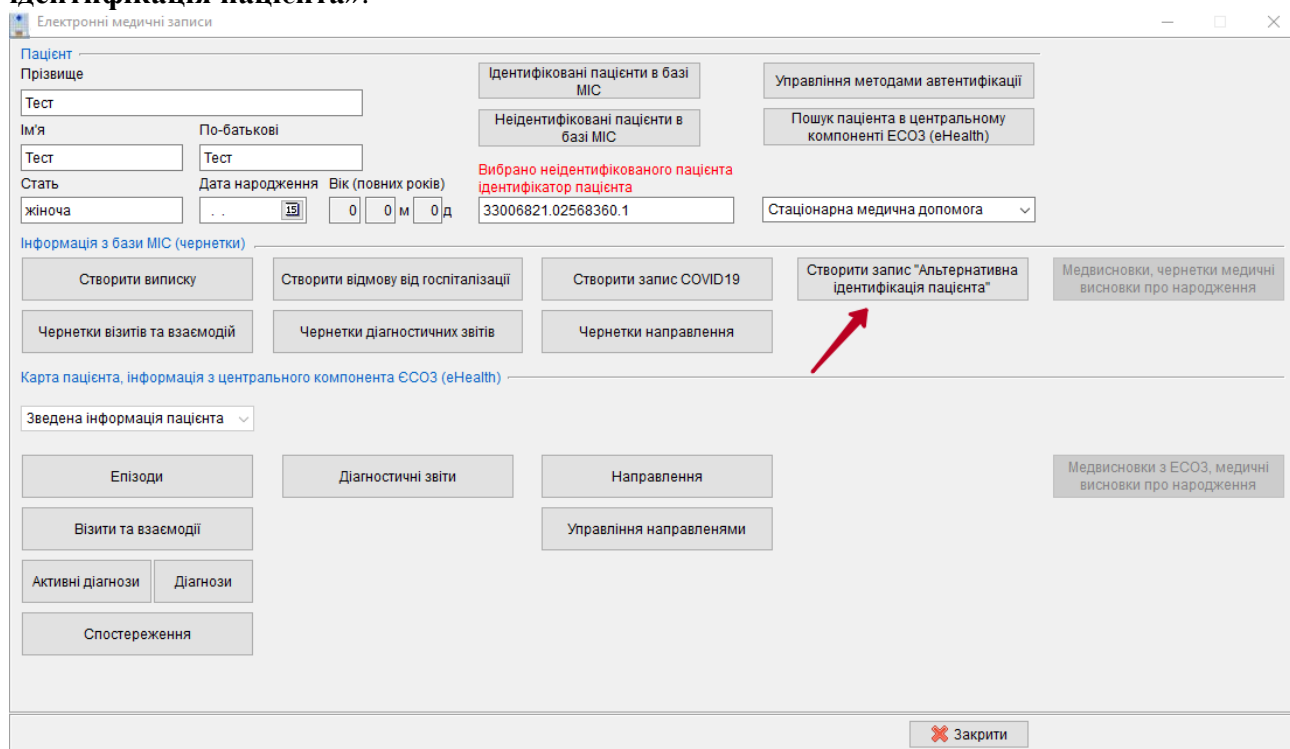 ідентифікація пацієнта».
Електронні медичні записи
Пацієнт
Прізвище
Тест
Ім'я По-батькові
Тест Тест
Стать Дата народження Вік (повних років)
жіноча . . 15 0 0 м 0 д
Ідентифіковані пацієнти в базі
МІС
Управління методами автентифікації
Неідентифіковані пацієнти в
базі МІС
Пошук пацієнта в центральному
компоненті ЕСОЗ (eHealth)
Вибрано неідентифікованого пацієнта
ідентифікатор пацієнта
33006821.02568360.1 Стаціонарна медична допомога
Інформація з бази МІС (чернетки)
Створити виписку Створити відмову від госпіталізації Створити запис COVID19
Створити запис "Альтернативна
ідентифікація пацієнта"
Медвисновки, чернетки медичні
висновки про народження
Чернетки візитів та взаємодій Чернетки діагностичних звітів Чернетки направлення
Карта пацієнта, інформація з центрального компонента ЄСОЗ (eHealth)
Зведена інформація пацієнта
Епізоди Діагностичні звіти Направлення
Медвисновки з ЕСОЗ, медичні
висновки про народження
Візити та взаємодії Управління направленями
Активні діагнози Діагнози
Спостереження
Закрити